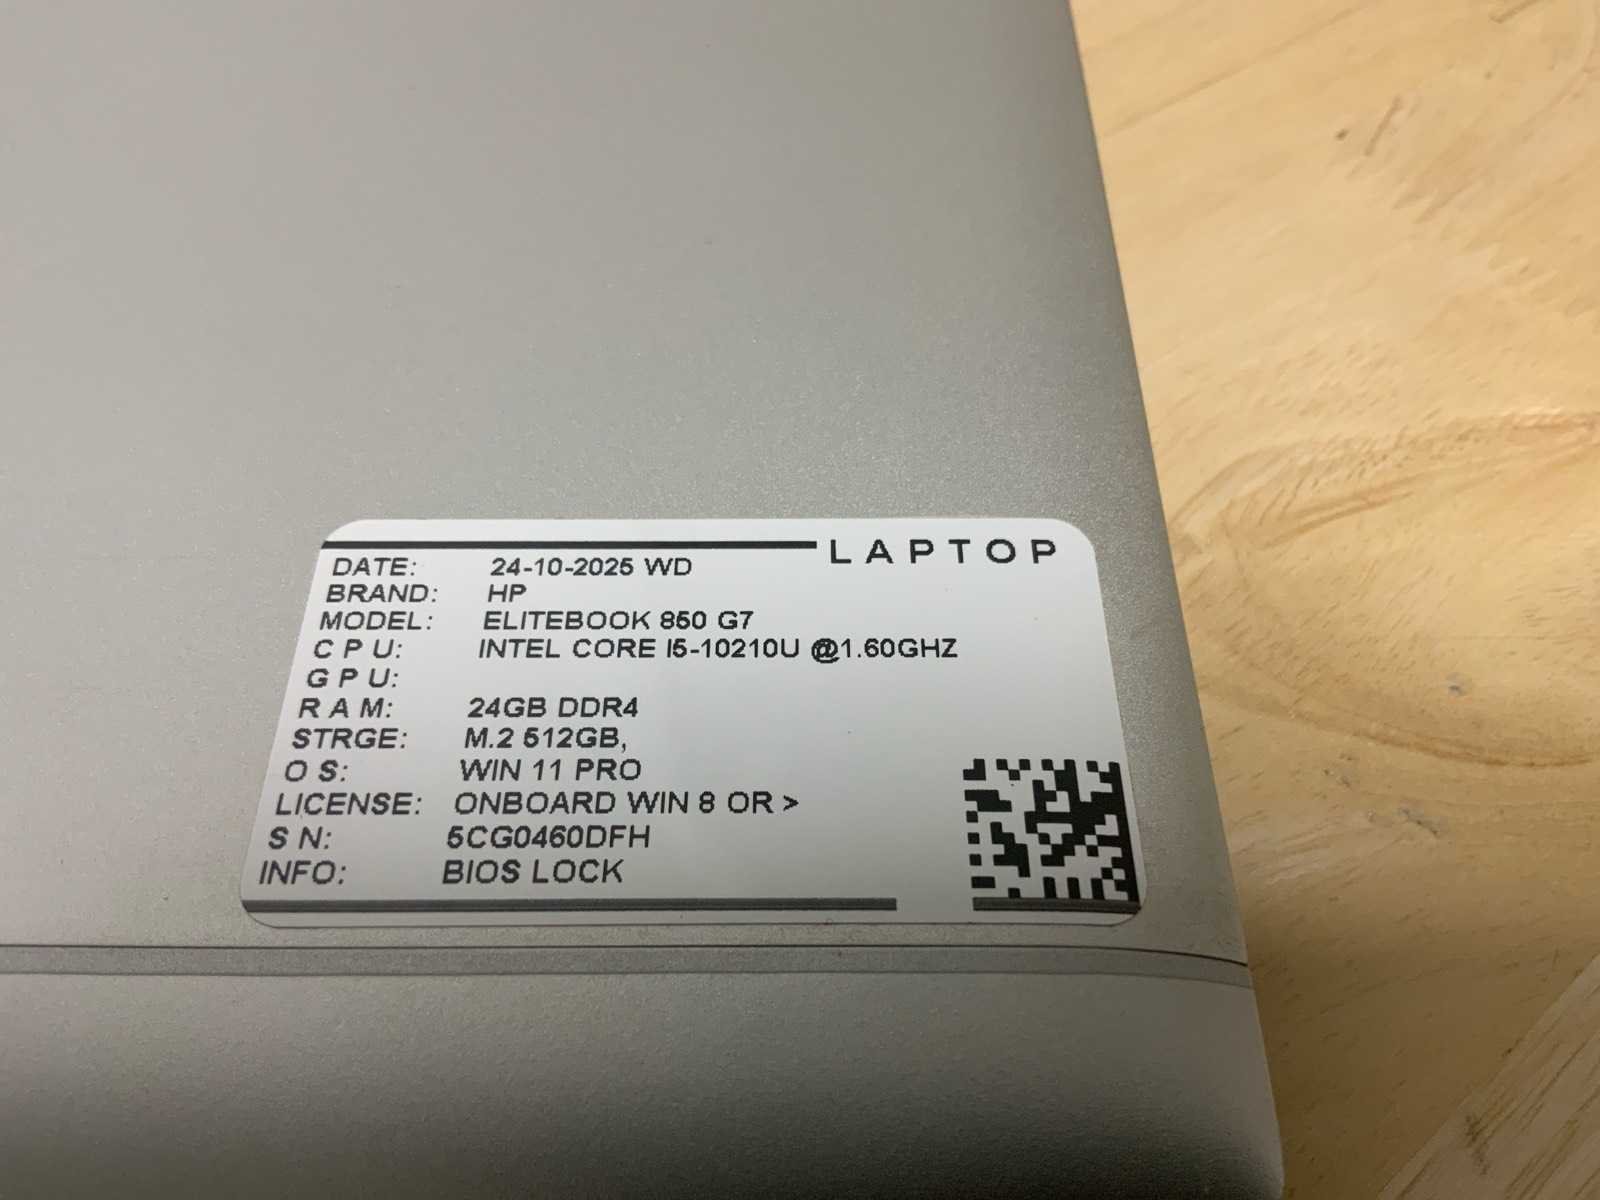 LAPTOP
DATE: 24-10-2025 WD
BRAND: HP
MODEL: ELITEBOOK 850 G7
C P U: INTEL CORE I5-10210U @1.60GHZ
G P U:
R A M: 24GB DDR4
STRGE: M.2 512GB,
O S: WIN 11 PRO
LICENSE: ONBOARD WIN 8 OR >
S N: 5CG0460DFH
INFO: BIOS LOCK